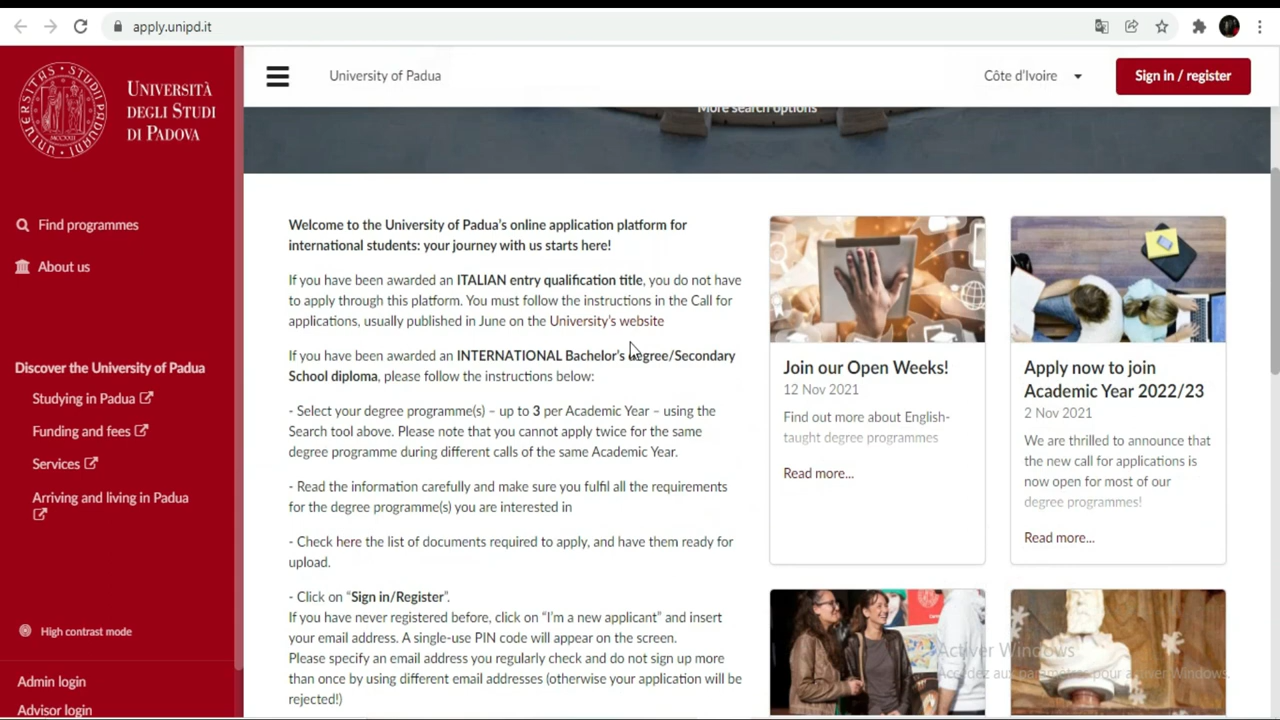 apply.unipd.it
UNIVERSITÀ
DEGLI STUDI
DI PADOVA
University of Padua
Côte d'Ivoire
Sign in / register
More search options
Find programmes
About us
Discover the University of Padua
Studying in Padua
Funding and fees
Services
Arriving and living in Padua
High contrast mode
Admin login
Advisor login
Welcome to the University of Padua's online application platform for
international students: your journey with us starts here!
If you have been awarded an ITALIAN entry qualification title, you do not have
to apply through this platform. You must follow the instructions in the Call for
applications, usually published in June on the University's website
If you have been awarded an INTERNATIONAL Bachelor's degree/Secondary
School diploma, please follow the instructions below:
- Select your degree programme(s) – up to 3 per Academic Year – using the
Search tool above. Please note that you cannot apply twice for the same
degree programme during different calls of the same Academic Year.
- Read the information carefully and make sure you fulfil all the requirements
for the degree programme(s) you are interested in
- Check here the list of documents required to apply, and have them ready for
upload.
- Click on “Sign in/Register”.
If you have never registered before, click on “I'm a new applicant” and insert
your email address. A single-use PIN code will appear on the screen.
Please specify an email address you regularly check and do not sign up more
than once by using different email addresses (otherwise your application will be
rejected!)
Join our Open Weeks!
12 Nov 2021
Find out more about English-
taught degree programmes
Read more...
Apply now to join
Academic Year 2022/23
2 Nov 2021
We are thrilled to announce that
the new call for applications is
now open for most of our
degree programmes!
Read more...
Activer Windows
Accédez aux paramètres pour activer Windows.